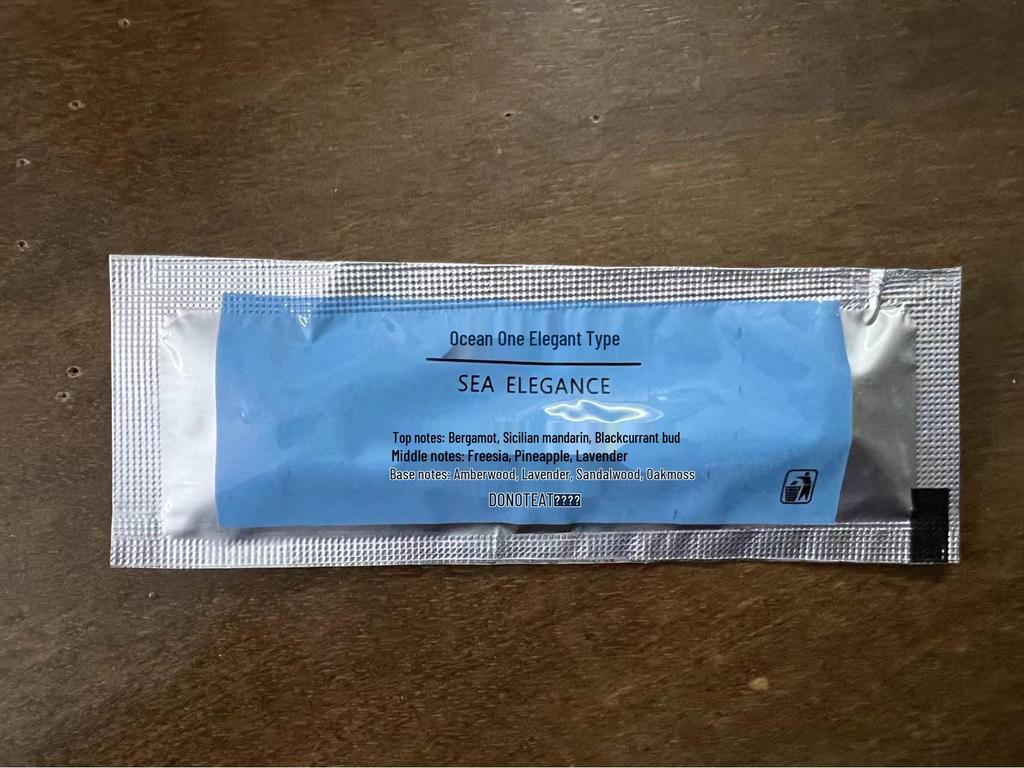 Ocean One Elegant Type
SEA ELEGANCE
Top notes: Bergamot, Sicilian mandarin, Blackcurrant bud
Middle notes: Freesia, Pineapple, Lavender
Base notes: Amberwood, Lavender, Sandalwood, Oakmoss
DONOTEAT